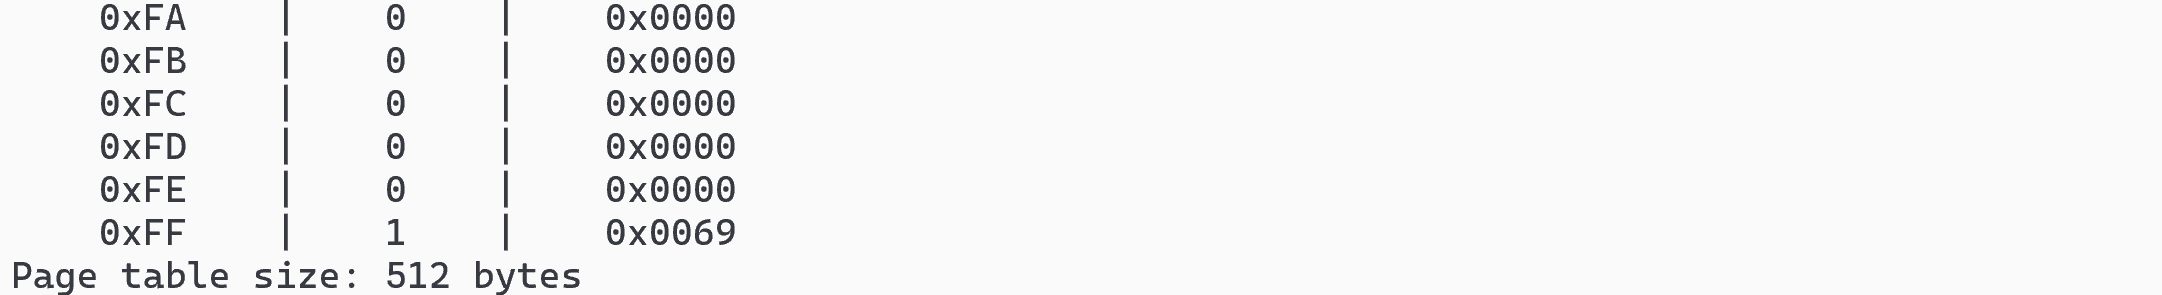 0xFA | 0 | 0x0000
0xFB | 0 | 0x0000
0xFC | 0 | 0x0000
0xFD | 0 | 0x0000
0xFE | 0 | 0x0000
0xFF | 1 | 0x0069
Page table size: 512 bytes